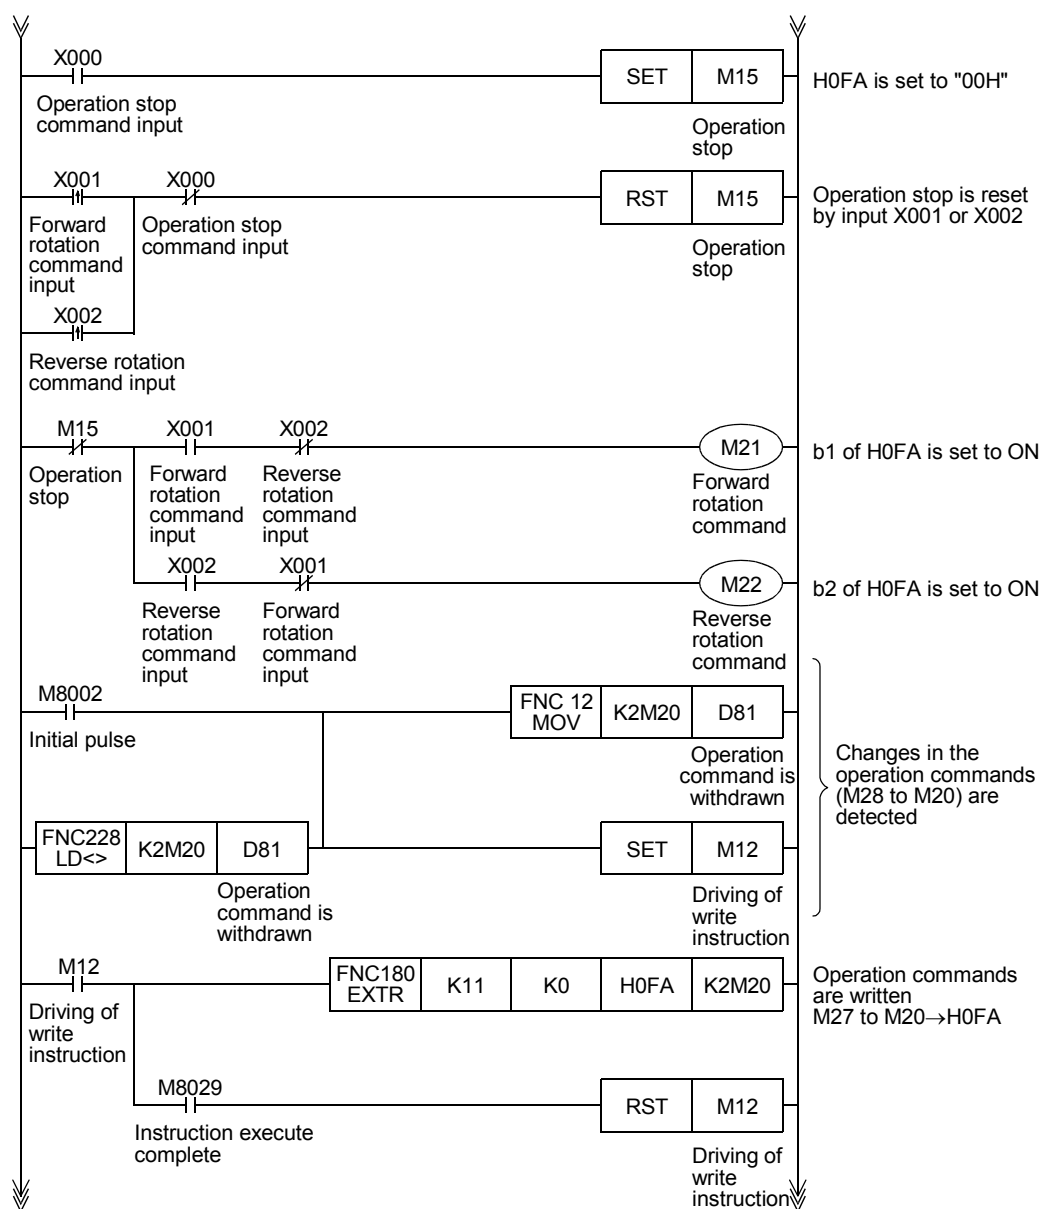 X000
SET M15
H0FA is set to "00H"
Operation stop
command input
Operation
stop
X001 X000
RST M15
Operation stop is reset
by input X001 or X002
Forward
rotation
command
input
Operation stop
command input
Operation
stop
X002
Reverse rotation
command input
M15 X001 X002
M21
b1 of H0FA is set to ON
Operation
stop
Forward
rotation
command
input
Reverse
rotation
command
input
Forward
rotation
command
X002 X001
M22
b2 of H0FA is set to ON
Reverse
rotation
command
input
Forward
rotation
command
input
Reverse
rotation
command
M8002
FNC 12
MOV
K2M20 D81
Initial pulse
Operation
command is
withdrawn
Changes in the
operation commands
(M28 to M20) are
detected
FNC228
LD<>
K2M20 D81
SET M12
Operation
command is
withdrawn
Driving of
write
instruction
M12
FNC180
EXTR
K11 K0 H0FA K2M20
Operation commands
are written
M27 to M20→H0FA
Driving of
write
instruction
M8029
RST M12
Instruction execute
complete
Driving of
write
instruction